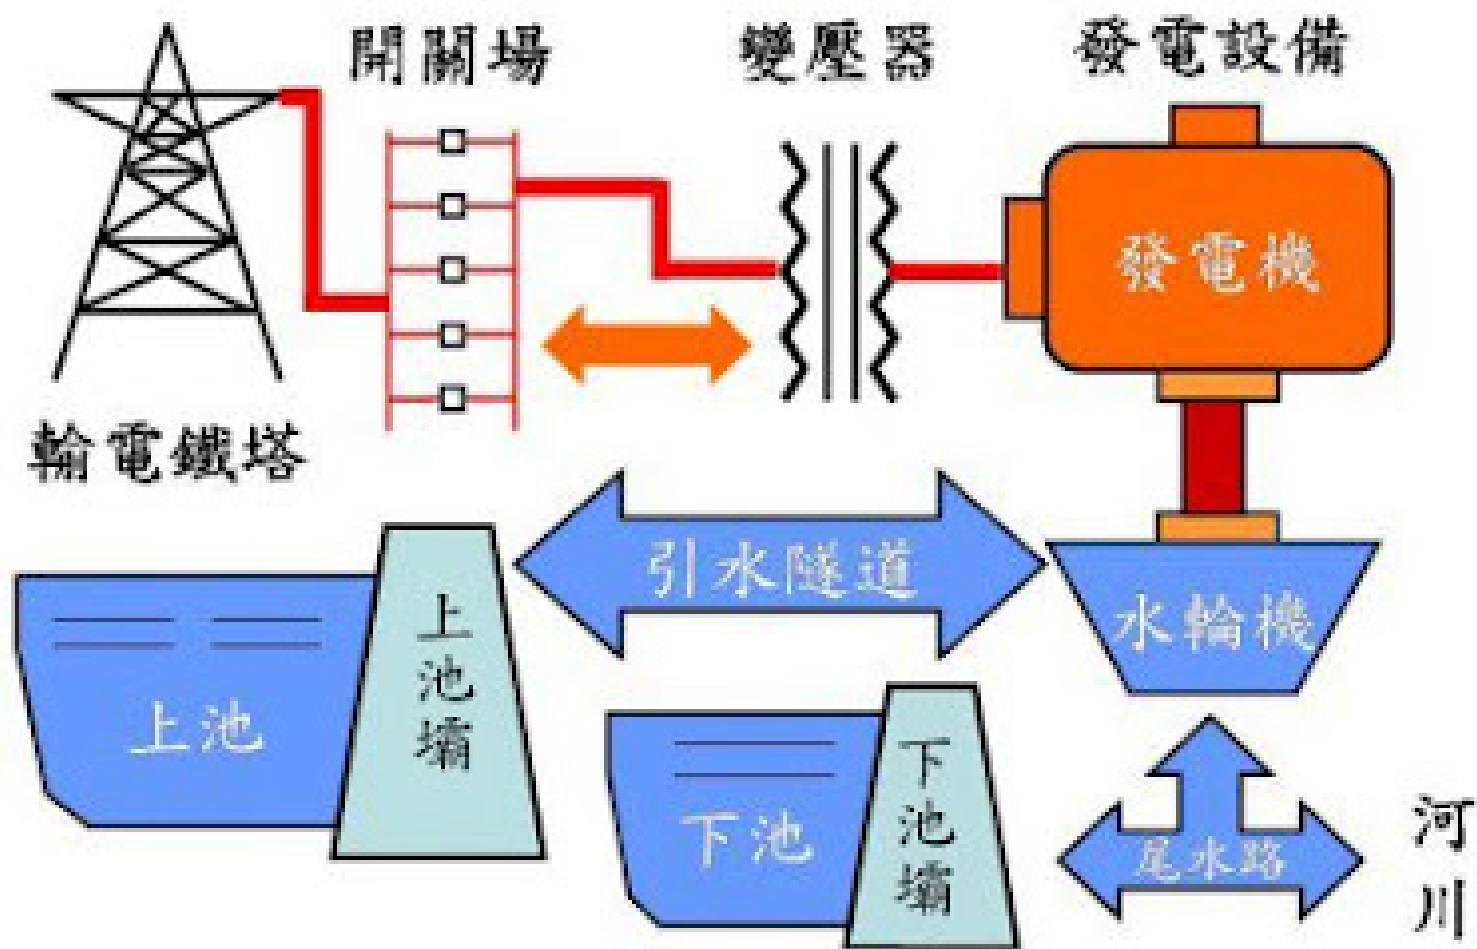 開關場
變壓器
發電設備
發電機
輸電鐵塔
引水隧道
水輪機
上池
上池壩
下池
下池壩
尾水路
河川